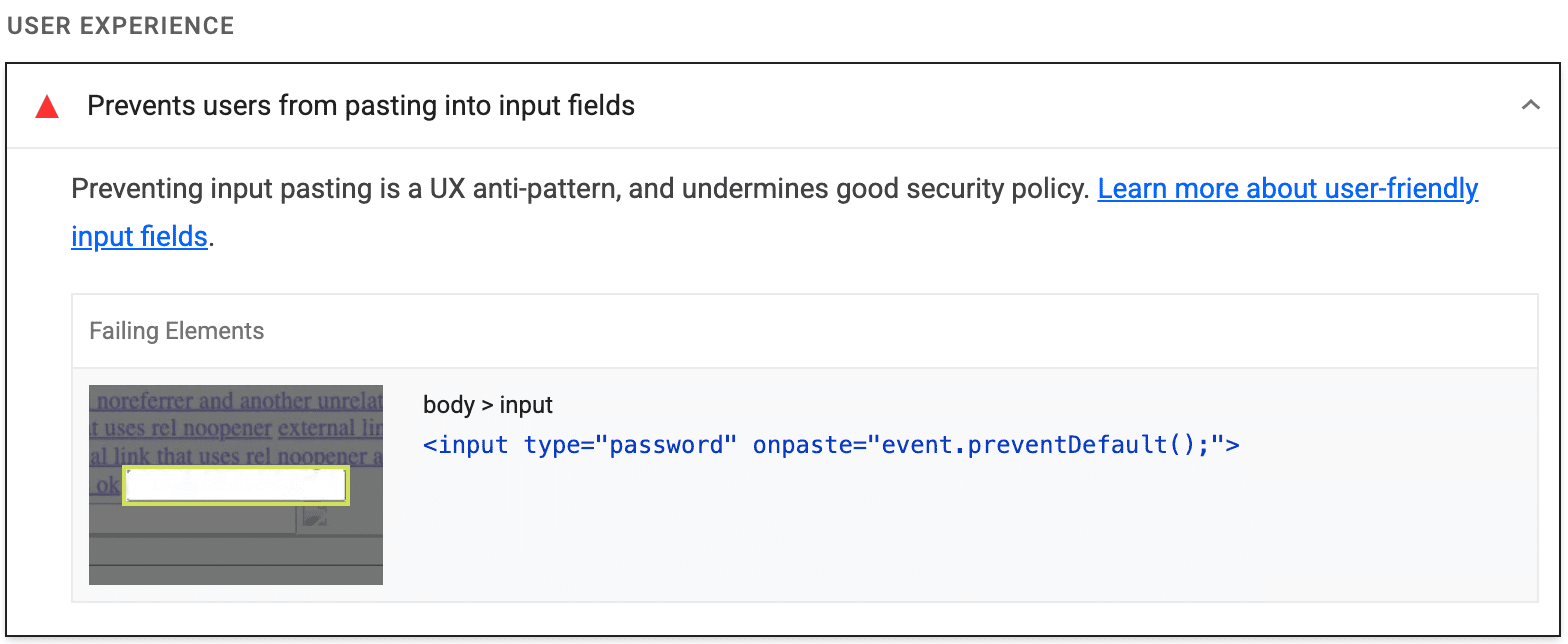 USER EXPERIENCE
Prevents users from pasting into input fields
Preventing input pasting is a UX anti-pattern, and undermines good security policy. Learn more about user-friendly
input fields.
Failing Elements
noreferrer and another unrelat
t uses rel noopener external lin
al link that uses rel noopener a
ok
body > input
<input type="password" onpaste="event.preventDefault();">